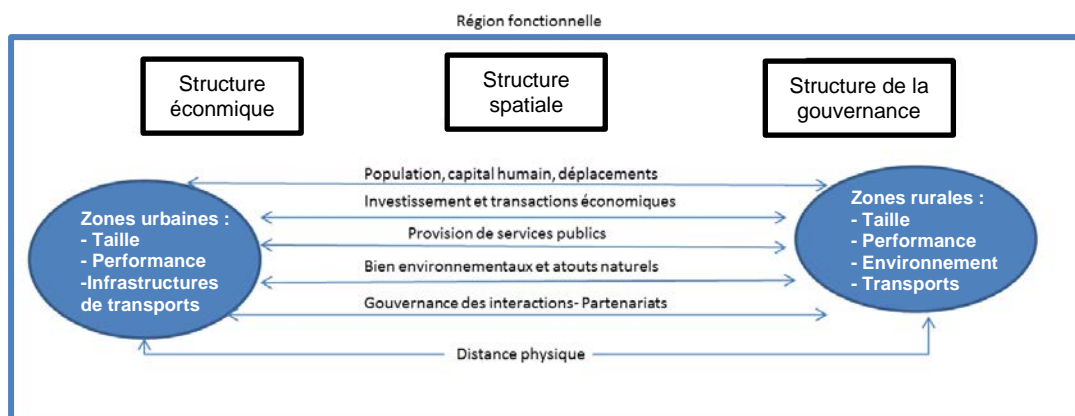 Région fonctionnelle
Structure
éconmique
Structure
spatiale
Structure de la
gouvernance
Population, capital humain, déplacements
Investissement et transactions économiques
Provision de services publics
Bien environmentaux et atouts naturels
Gouvernance des interactions- Partenariats
Distance physique
Zones urbaines :
- Taille
- Performance
-Infrastructures
de transports
Zones rurales :
- Taille
- Performance
- Environnement
- Transports